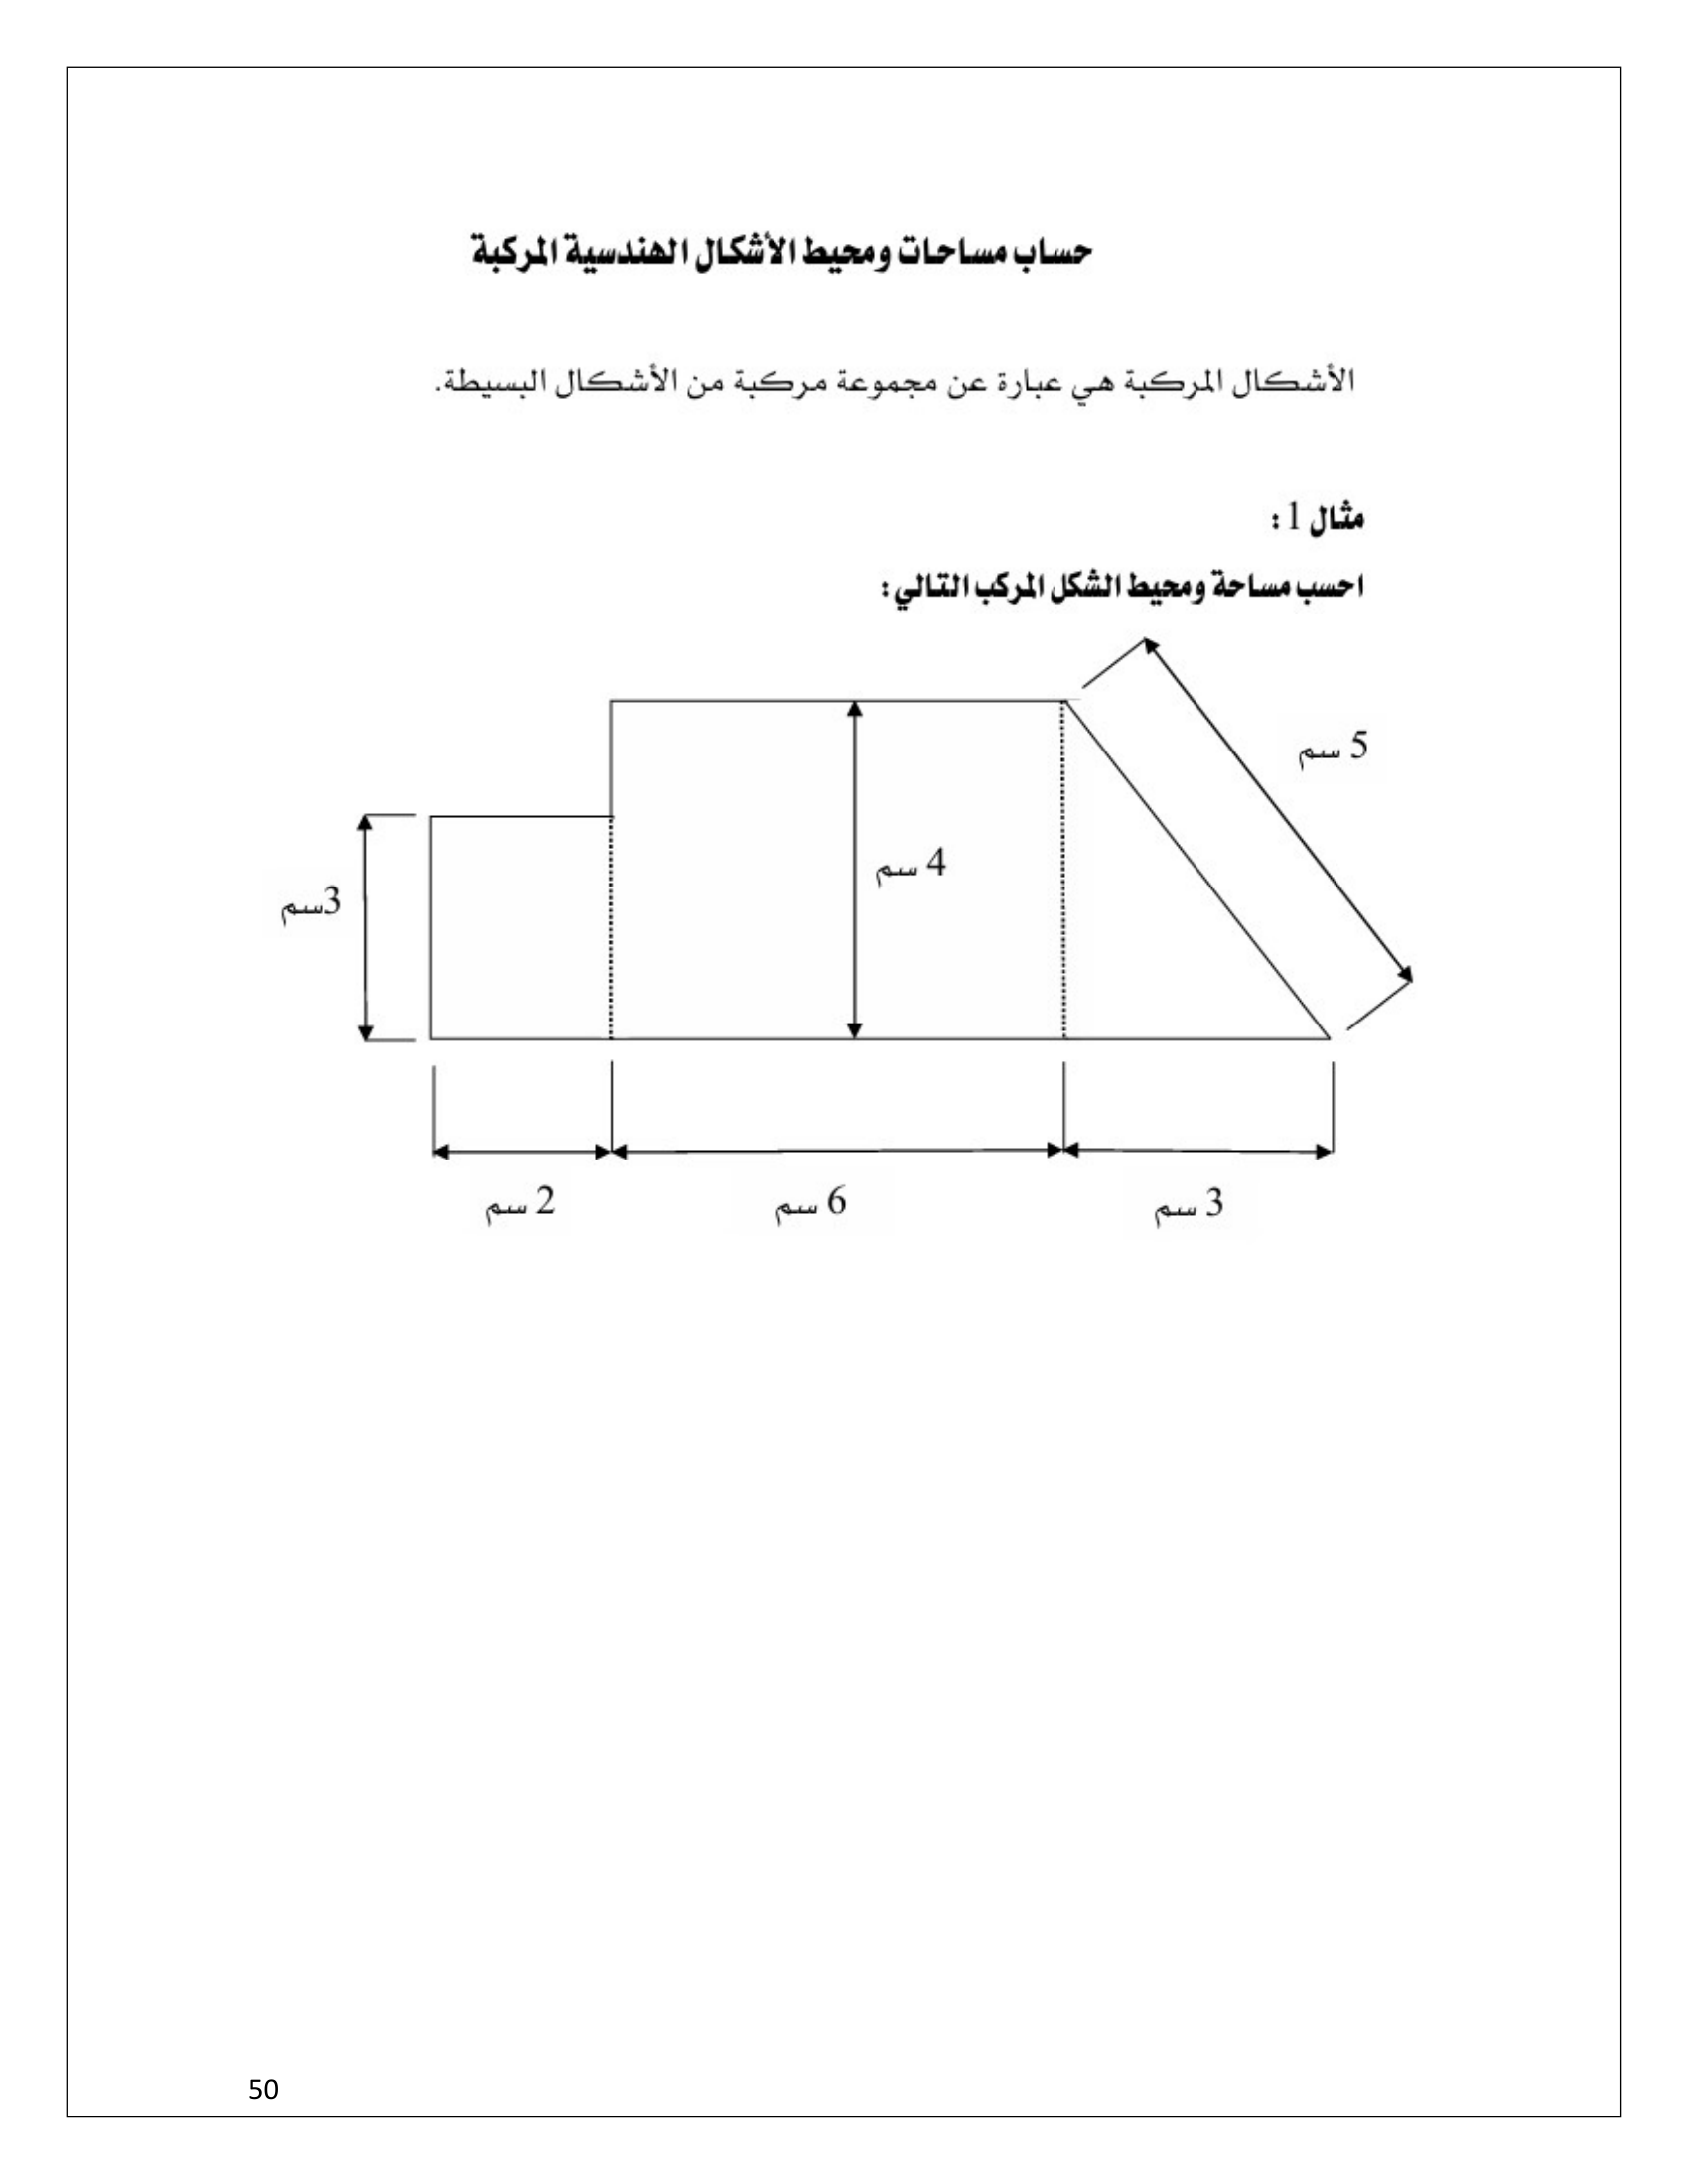 حساب مساحات ومحيط الأشكال الهندسية المركبة
الأشكال المركبة هي عبارة عن مجموعة مركبة من الأشكال البسيطة.
مثال 1 :
احسب مساحة ومحيط الشكل المركب التالي :
5 سم
4 سم
3سم
2 سم
6 سم
3 سم
50